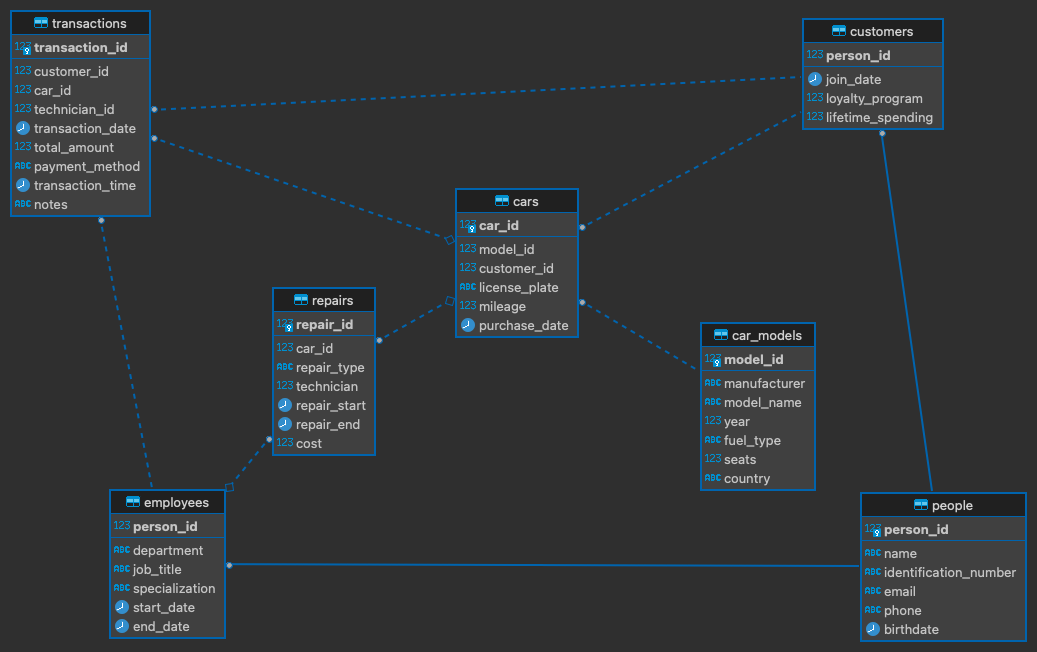 transactions
123 transaction_id
123 customer_id
123 car_id
123 technician_id
transaction_date
123 total_amount
ABC payment_method
transaction_time
ABC notes
customers
123 person_id
join_date
123 loyalty_program
123 lifetime_spending
cars
123 car_id
123 model_id
123 customer_id
ABC license_plate
123 mileage
purchase_date
repairs
123 repair_id
123 car_id
ABC repair_type
123 technician
repair_start
repair_end
123 cost
car_models
123 model_id
ABC manufacturer
ABC model_name
123 year
ABC fuel_type
123 seats
ABC country
employees
123 person_id
ABC department
ABC job_title
ABC specialization
start_date
end_date
people
123 person_id
ABC name
ABC identification_number
ABC email
ABC phone
birthdate